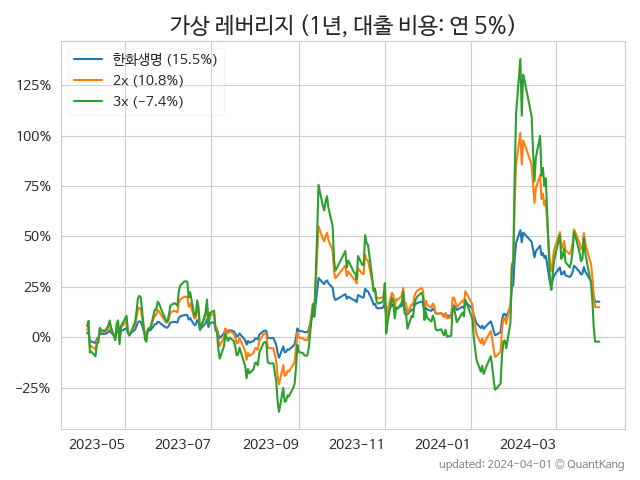 가상 레버리지 (1년, 대출 비용: 연 5%)
한화생명 (15.5%)
2x (10.8%)
3x (−7.4%)
125%
100%
75%
50%
25%
0%
−25%
2023−05
2023−07
2023−09
2023−11
2024−01
2024−03
updated: 2024-04-01 © QuantKang